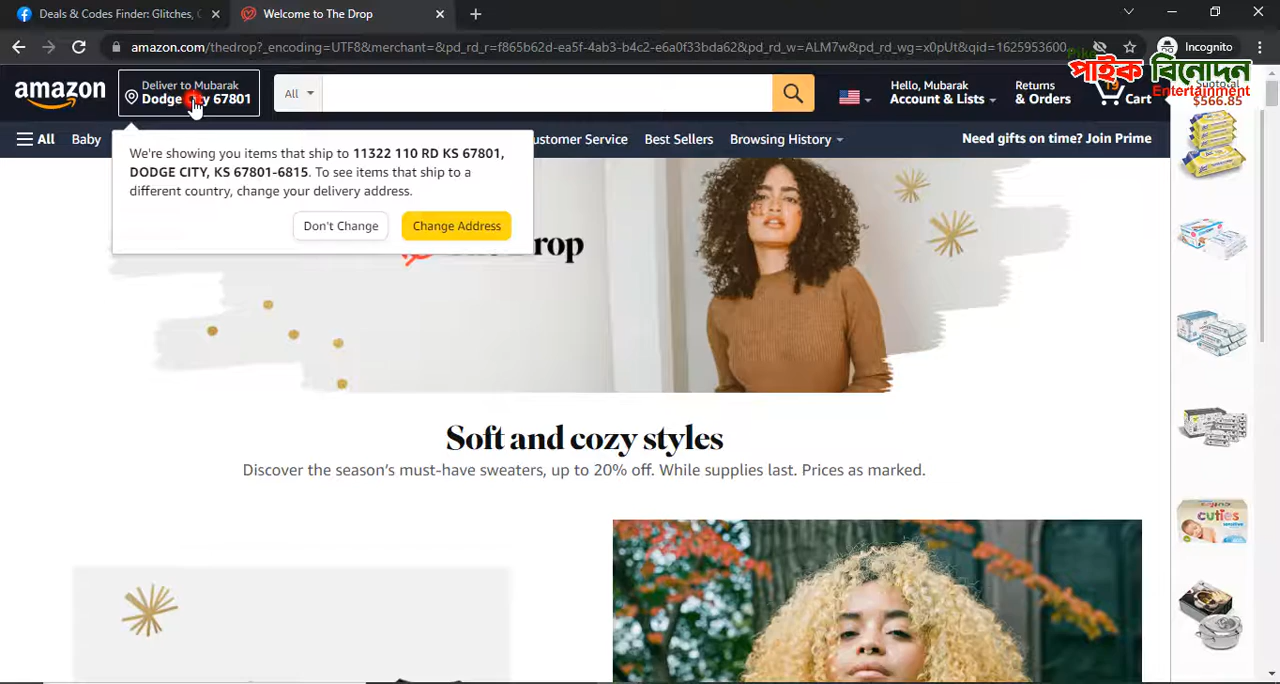 Deals & Codes Finder: Glitches,
Welcome to The Drop
amazon.com/thedrop?_encoding=UTF8&merchant=&pd_rd_r=f865b62d-ea5f-4ab3-b4c2-e6a0f33bda62&pd_rd_w=ALM7w&pd_rd_wg=x0pUt&qid=1625953600
Incognito
পাইক বিনোদন
Entertainment
amazon
Deliver to Mubarak
Dodge City 67801
All
Hello, Mubarak
Account & Lists
Returns
& Orders
19
Cart
Subtotal
$566.85
All
Baby
ustomer Service
Best Sellers
Browsing History
Need gifts on time? Join Prime
We're showing you items that ship to 11322 110 RD KS 67801,
DODGE CITY, KS 67801-6815. To see items that ship to a
different country, change your delivery address.
Don't Change
Change Address
rop
Soft and cozy styles
Discover the season's must-have sweaters, up to 20% off. While supplies last. Prices as marked.
cuties